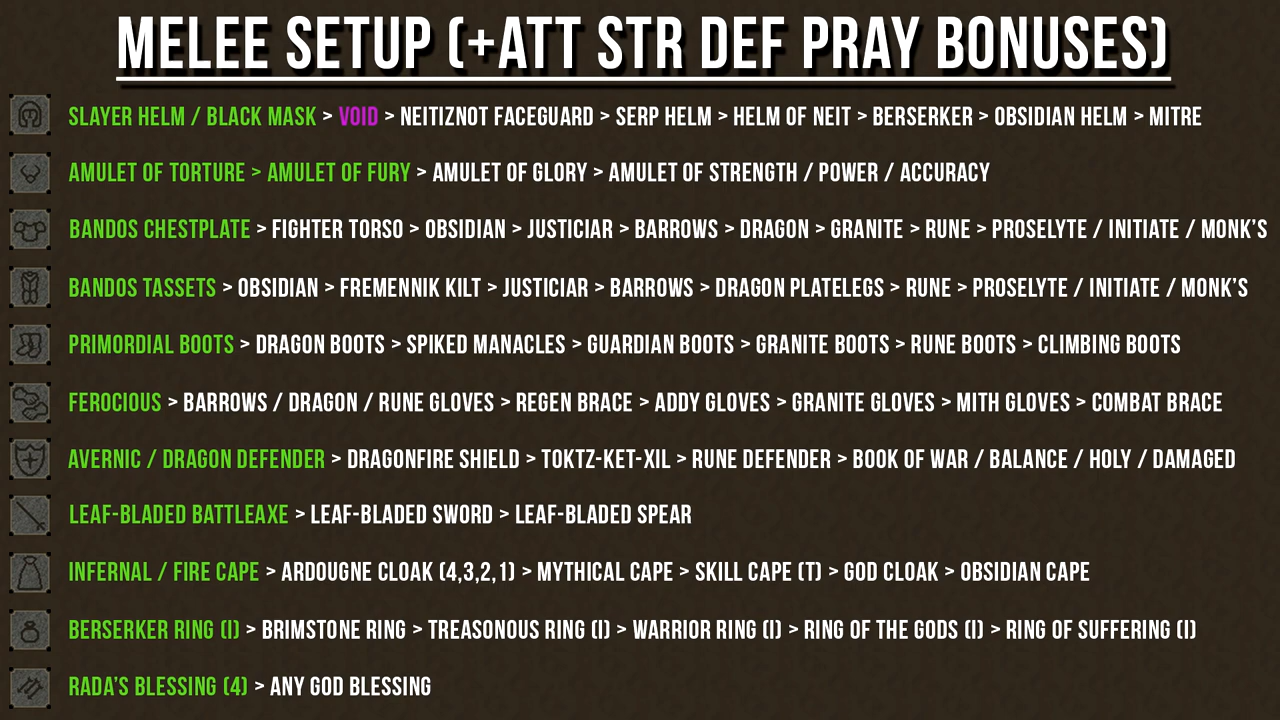 MELEE SETUP (+ATT STR DEF PRAY BONUSES)
SLAYER HELM / BLACK MASK > VOID > NEITIZNOT FACEGUARD > SERP HELM > HELM OF NEIT > BERSERKER > OBSIDIAN HELM > MITRE
AMULET OF TORTURE > AMULET OF FURY > AMULET OF GLORY > AMULET OF STRENGTH / POWER / ACCURACY
BANDOS CHESTPLATE > FIGHTER TORSO > OBSIDIAN > JUSTICIAR > BARROWS > DRAGON > GRANITE > RUNE > PROSELYTE / INITIATE / MONK'S
BANDOS TASSETS > OBSIDIAN > FREMENNIK KILT > JUSTICIAR > BARROWS > DRAGON PLATELEGS > RUNE > PROSELYTE / INITIATE / MONK'S
PRIMORDIAL BOOTS > DRAGON BOOTS > SPIKED MANACLES > GUARDIAN BOOTS > GRANITE BOOTS > RUNE BOOTS > CLIMBING BOOTS
FEROCIOUS > BARROWS / DRAGON / RUNE GLOVES > REGEN BRACE > ADDY GLOVES > GRANITE GLOVES > MITH GLOVES > COMBAT BRACE
AVERNIC / DRAGON DEFENDER > DRAGONFIRE SHIELD > TOKTZ-KET-XIL > RUNE DEFENDER > BOOK OF WAR / BALANCE / HOLY / DAMAGED
LEAF-BLADED BATTLEAXE > LEAF-BLADED SWORD > LEAF-BLADED SPEAR
INFERNAL / FIRE CAPE > ARDOUGNE CLOAK (4,3,2,1) > MYTHICAL CAPE > SKILL CAPE (T) > GOD CLOAK > OBSIDIAN CAPE
BERSERKER RING (I) > BRIMSTONE RING > TREASONOUS RING (I) > WARRIOR RING (I) > RING OF THE GODS (I) > RING OF SUFFERING (I)
RADA'S BLESSING (4) > ANY GOD BLESSING